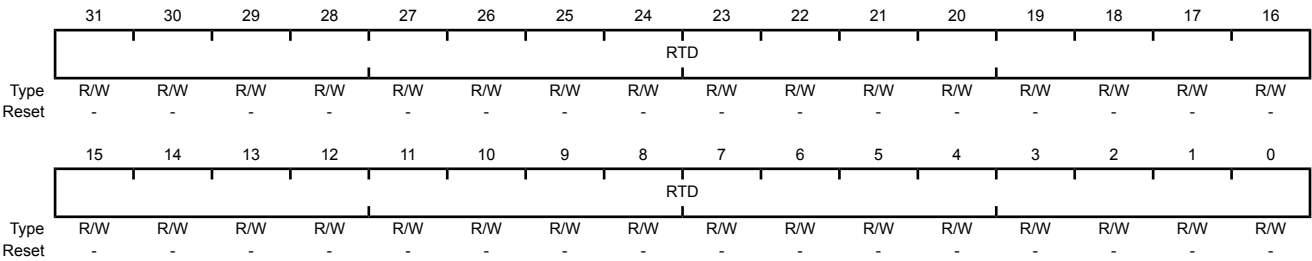 31 30 29 28 27 26 25 24 23 22 21 20 19 18 17 16
RTD
Type R/W R/W R/W R/W R/W R/W R/W R/W R/W R/W R/W R/W R/W R/W R/W R/W
Reset - - - - - - - - - - - - - - - -
15 14 13 12 11 10 9 8 7 6 5 4 3 2 1 0
RTD
Type R/W R/W R/W R/W R/W R/W R/W R/W R/W R/W R/W R/W R/W R/W R/W R/W
Reset - - - - - - - - - - - - - - - -